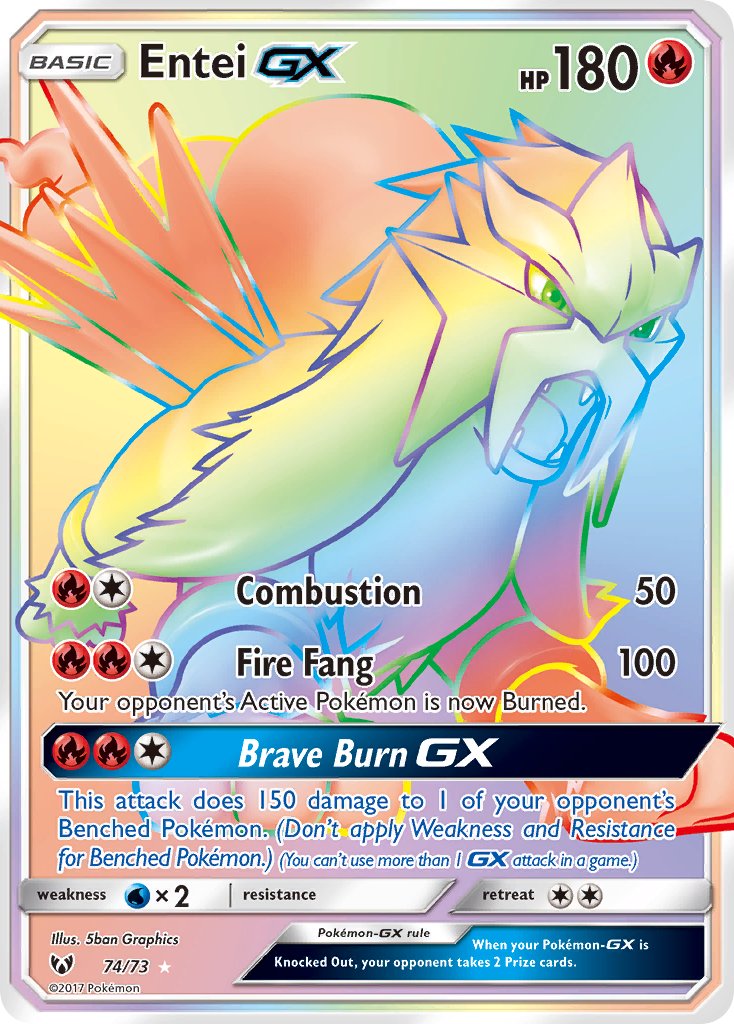 BASIC Entei GX HP 180
Combustion 50
Fire Fang 100
Your opponent's Active Pokémon is now Burned.
Brave Burn GX
This attack does 150 damage to 1 of your opponent's
Benched Pokémon. (Don't apply Weakness and Resistance
for Benched Pokémon.) (You can't use more than 1 GX attack in a game.)
weakness ×2 resistance retreat
Illus. 5ban Graphics
74/73
©2017 Pokémon
Pokémon-GX rule
When your Pokémon-GX is
Knocked Out, your opponent takes 2 Prize cards.